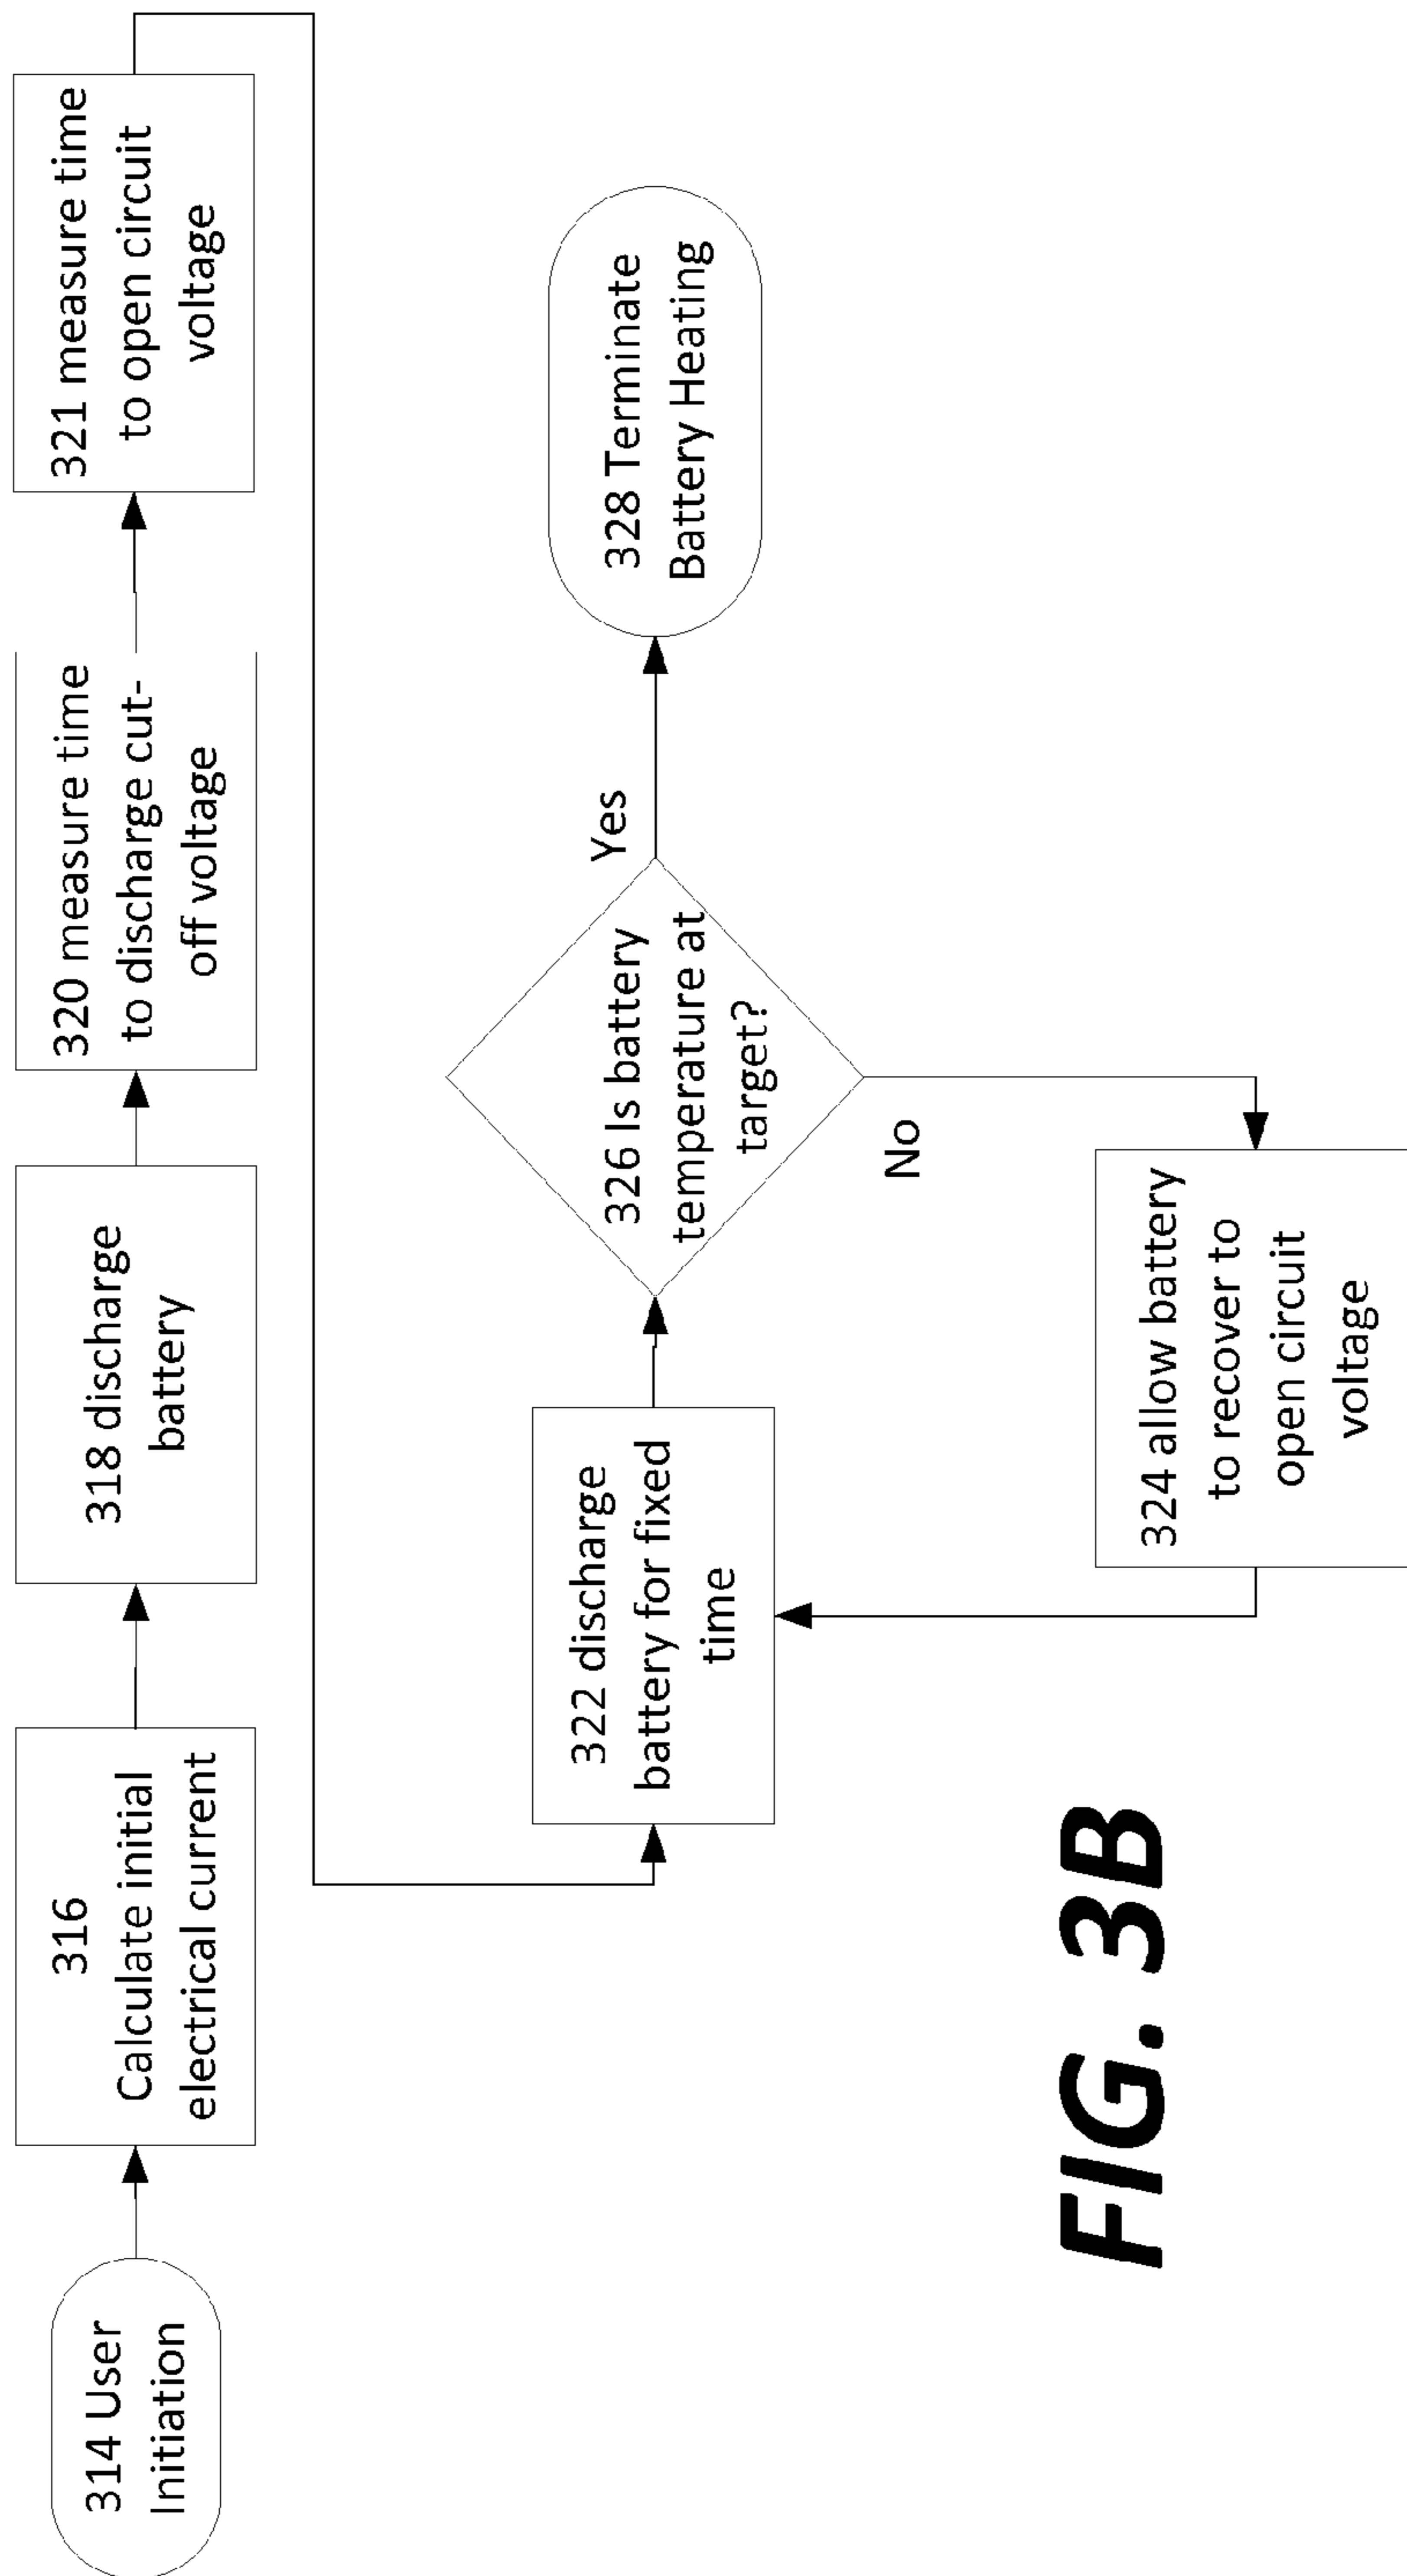 314 User
Initiation
316
Calculate initial
electrical current
318 discharge
battery
320 measure time
to discharge cut-
off voltage
321 measure time
to open circuit
voltage
322 discharge
battery for fixed
time
326 Is battery
temperature at
target?
Yes
328 Terminate
Battery Heating
No
324 allow battery
to recover to
open circuit
voltage
FIG. 3B